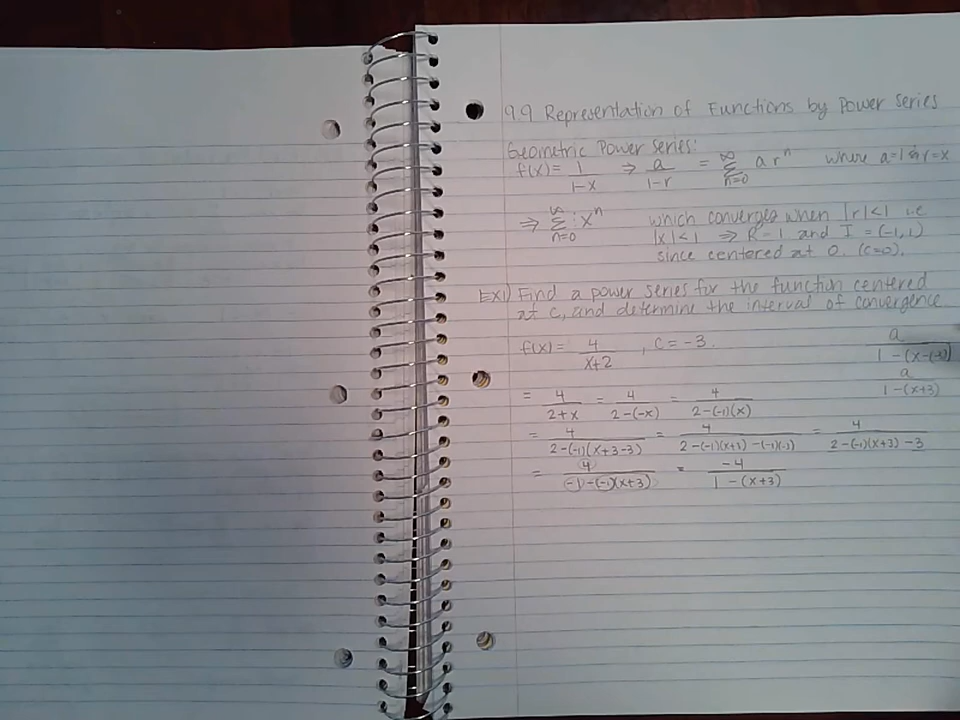 9.9 Representation of Functions by Power Series
Geometric Power Series:
f(x) = 1/(1-x) ⇒ a/(1-r) = ∞Σn=0 a r^n where a=1 & r=x
⇒ ∞Σn=0 x^n which converges when |r|<1 i.e
|x|<1 ⇒ R=1 and I = (-1,1)
since centered at 0. (c=0).
EX1) Find a power series for the function centered
at c, and determine the interval of convergence
f(x) = 4/(x+2) , c = -3. a/(1-(x-(-3)))
a/(1-(x+3))
= 4/(2+x) = 4/(2-(-x)) = 4/(2-(-1)(x))
= 4/(2-(-1)(x+3-3)) = 4/(2-(-1)(x+3)-(-1)(-3)) = 4/(2-(-1)(x+3)-3)
= 4/((-1)-(-1)(x+3)) = -4/(1-(x+3))